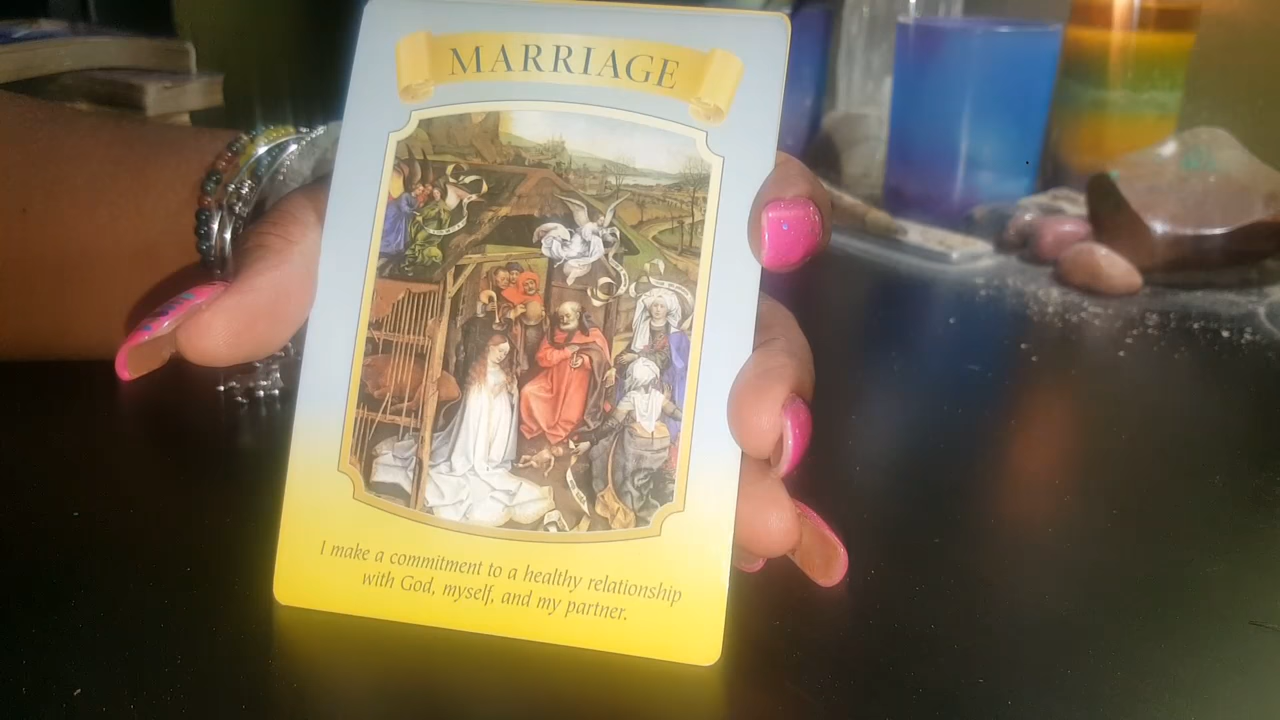 MARRIAGE
I make a commitment to a healthy relationship
with God, myself, and my partner.